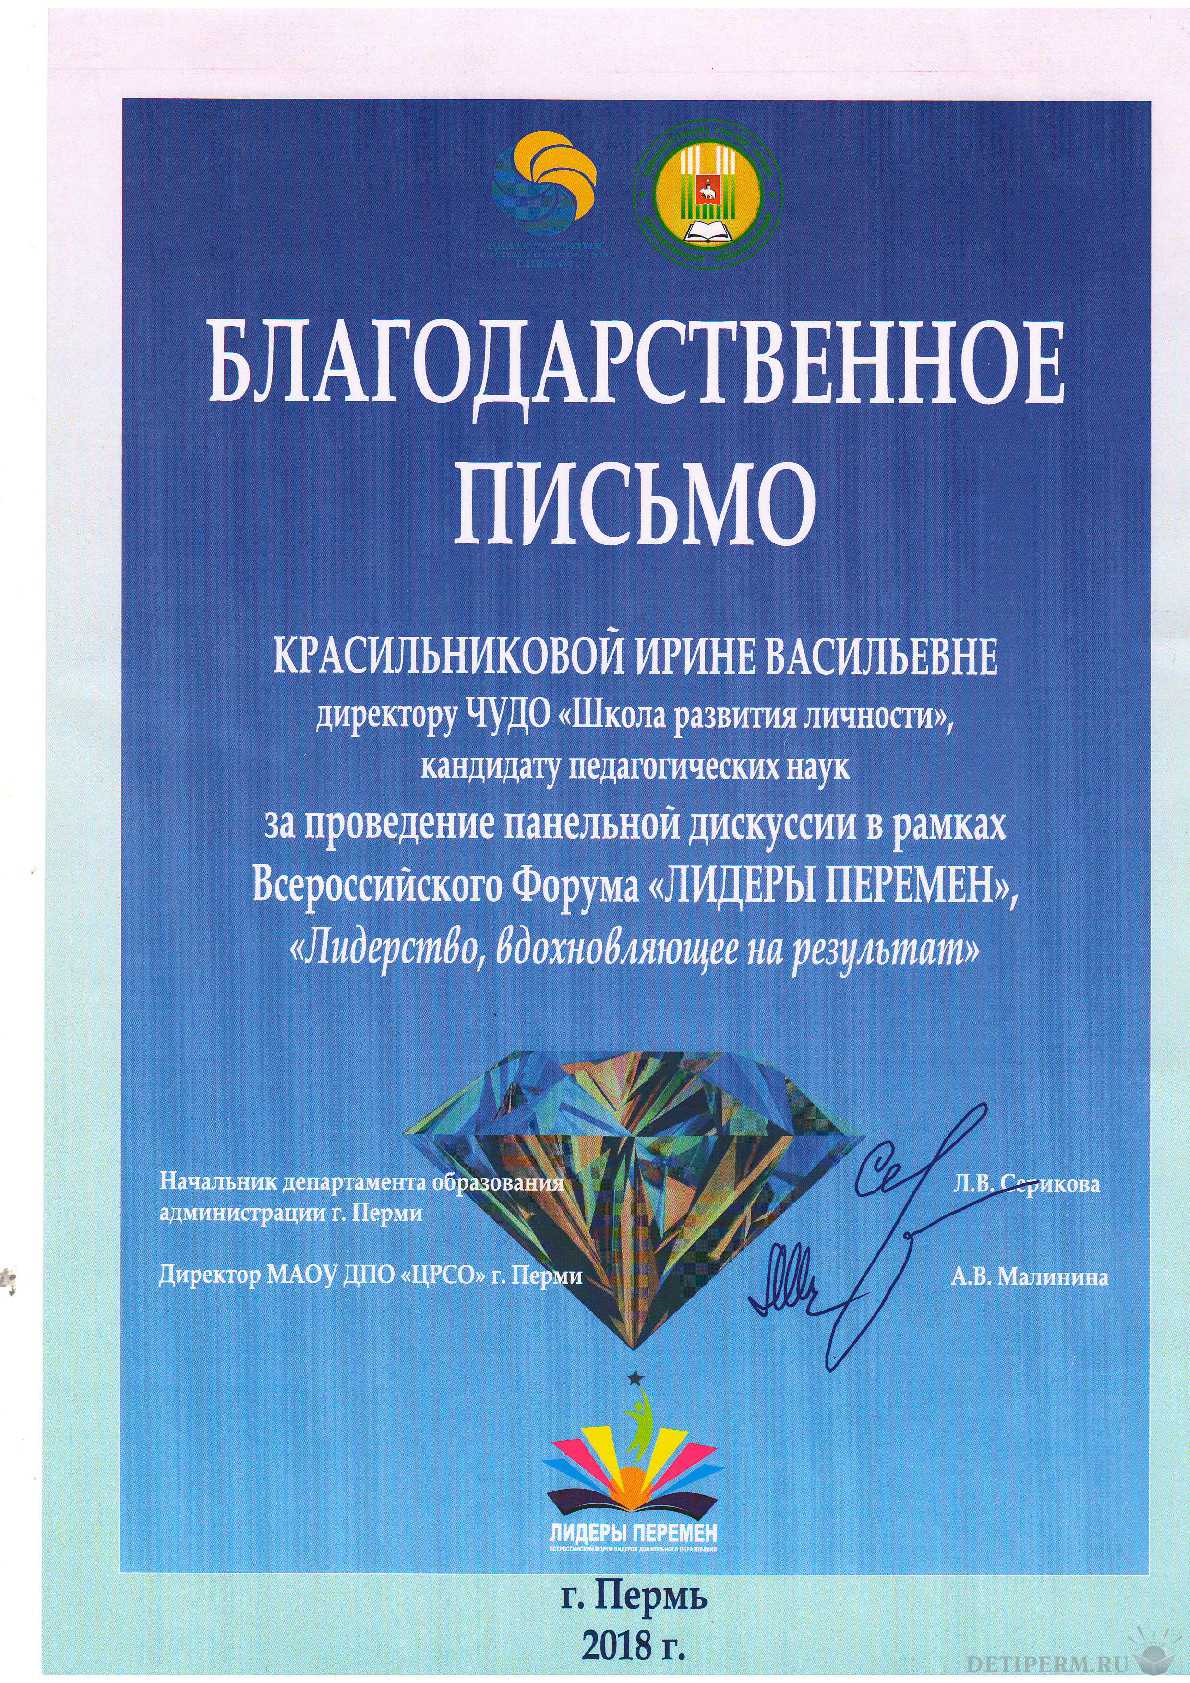 БЛАГОДАРСТВЕННОЕ
ПИСЬМО
КРАСИЛЬНИКОВОЙ ИРИНЕ ВАСИЛЬЕВНЕ
директору ЧУДО «Школа развития личности»,
кандидату педагогических наук
за проведение панельной дискуссии в рамках
Всероссийского Форума «ЛИДЕРЫ ПЕРЕМЕН»,
«Лидерство, вдохновляющее на результат»
Начальник департамента образования
администрации г. Перми
Л.В. Серикова
Директор МАОУ ДПО «ЦРСО» г. Перми
А.В. Малинина
ЛИДЕРЫ ПЕРЕМЕН
г. Пермь
2018 г.
DETIPERM.RU